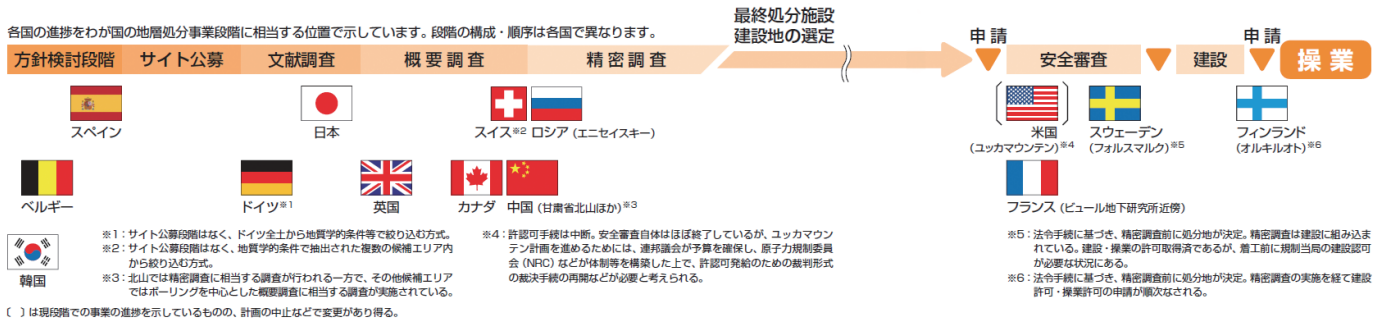 各国の進捗をわが国の地層処分事業段階に相当する位置で示しています。段階の構成・順序は各国で異なります。
最終処分施設
建設地の選定
申請
申請
方針検討段階 サイト公募 文献調査 概要調査 精密調査 安全審査 建設 操業
スペイン 日本 スイス※2 ロシア（エニセイスキー） 米国 スウェーデン フィンランド
（ユッカマウンテン）※4 （フォルスマルク）※5 （オルキルオト）※6
ベルギー ドイツ※1 英国 カナダ 中国（甘粛省北山ほか）※3 フランス（ビュール地下研究所近傍）
韓国
※1：サイト公募段階はなく、ドイツ全土から地質学的条件等で絞り込む方式。
※2：サイト公募段階はなく、地質学的条件で抽出された複数の候補エリア内
から絞り込む方式。
※3：北山では精密調査に相当する調査が行われる一方で、その他候補エリア
ではボーリングを中心とした概要調査に相当する調査が実施されている。
※4：許認可手続は中断。安全審査自体はほぼ終了しているが、ユッカマウン
テン計画を進めるためには、連邦議会が予算を確保し、原子力規制委員
会（NRC）などが体制等を構築した上で、許認可発給のための裁判形式
の裁決手続の再開などが必要と考えられる。
※5：法令手続に基づき、精密調査前に処分地が決定。精密調査は建設に組み込ま
れている。建設・操業の許可取得済であるが、着工前に規制当局の建設認可
が必要な状況にある。
※6：法令手続に基づき、精密調査前に処分地が決定。精密調査の実施を経て建設
許可・操業許可の申請が順次なされる。
〔 〕は現段階での事業の進捗を示しているものの、計画の中止などで変更があり得る。